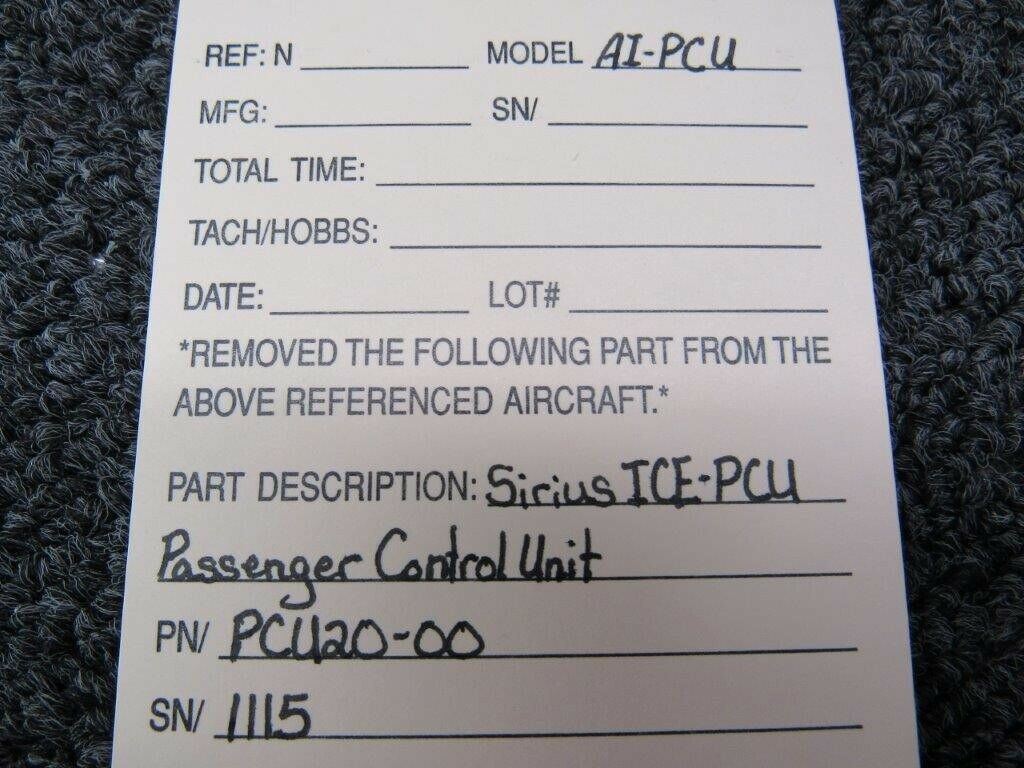 REF: N MODEL AI-PCU
MFG: SN/
TOTAL TIME:
TACH/HOBBS:
DATE: LOT#
*REMOVED THE FOLLOWING PART FROM THE
ABOVE REFERENCED AIRCRAFT.*
PART DESCRIPTION: Sirius ICE-PCU
Passenger Control Unit
PN/ PCU20-00
SN/ 1115